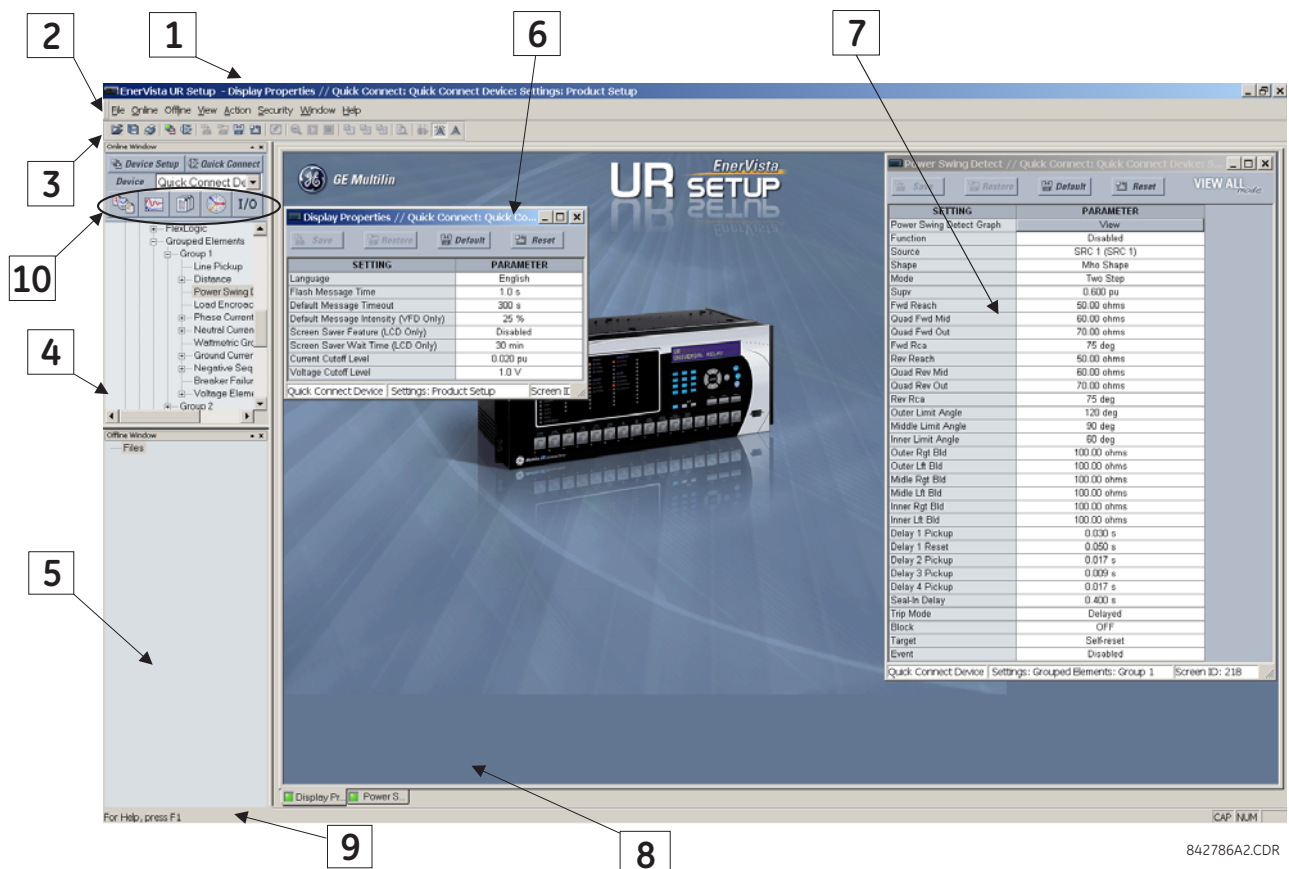 2
1
6
7
EnerVista UR Setup - Display Properties // Quick Connect: Quick Connect Device: Settings: Product Setup
File Online Offline View Action Security Window Help
3
Online Window
Device Setup Quick Connect
Device Quick Connect De
I/O
10
FlexLogic
Grouped Elements
Group 1
Line Pickup
Distance
Power Swing
Load Encroac
Phase Current
Neutral Curren
Wattmetric Gro
Ground Currer
Negative Seq
Breaker Failur
Voltage Eleme
Group 2
4
Offline Window
Files
5
GE Multilin
EnerVista
UR SETUP
Display Properties // Quick Connect: Quick Co...
Save Restore Default Reset
SETTING PARAMETER
Language English
Flash Message Time 1.0 s
Default Message Timeout 300 s
Default Message Intensity (VFD Only) 25 %
Screen Saver Feature (LCD Only) Disabled
Screen Saver Wait Time (LCD Only) 30 min
Current Cutoff Level 0.020 pu
Voltage Cutoff Level 1.0 V
Quick Connect Device Settings: Product Setup Screen ID
UR
UNIVERSAL RELAY
Power Swing Detect // Quick Connect: Quick Connect Device: S...
Save Restore Default Reset VIEW ALL mode
SETTING PARAMETER
Power Swing Detect Graph View
Function Disabled
Source SRC 1 (SRC 1)
Shape Mho Shape
Mode Two Step
Supv 0.600 pu
Fwd Reach 50.00 ohms
Quad Fwd Mid 60.00 ohms
Quad Fwd Out 70.00 ohms
Fwd Rca 75 deg
Rev Reach 50.00 ohms
Quad Rev Mid 60.00 ohms
Quad Rev Out 70.00 ohms
Rev Rca 75 deg
Outer Limit Angle 120 deg
Middle Limit Angle 90 deg
Inner Limit Angle 60 deg
Outer Rgt Bld 100.00 ohms
Outer Lft Bld 100.00 ohms
Midle Rgt Bld 100.00 ohms
Midle Lft Bld 100.00 ohms
Inner Rgt Bld 100.00 ohms
Inner Lft Bld 100.00 ohms
Delay 1 Pickup 0.030 s
Delay 1 Reset 0.050 s
Delay 2 Pickup 0.017 s
Delay 3 Pickup 0.009 s
Delay 4 Pickup 0.017 s
Seal-In Delay 0.400 s
Trip Mode Delayed
Block OFF
Target Self-reset
Event Disabled
Quick Connect Device Settings: Grouped Elements: Group 1 Screen ID: 218
Display Pr.. Power S...
For Help, press F1
CAP NUM
9
8
842786A2.CDR